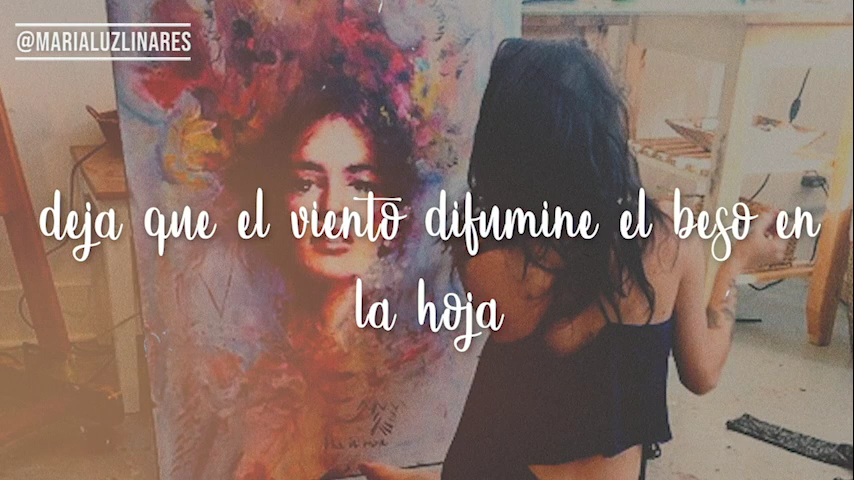 @MARIALUZLINARES
deja que el viento difumine el beso en
la hoja